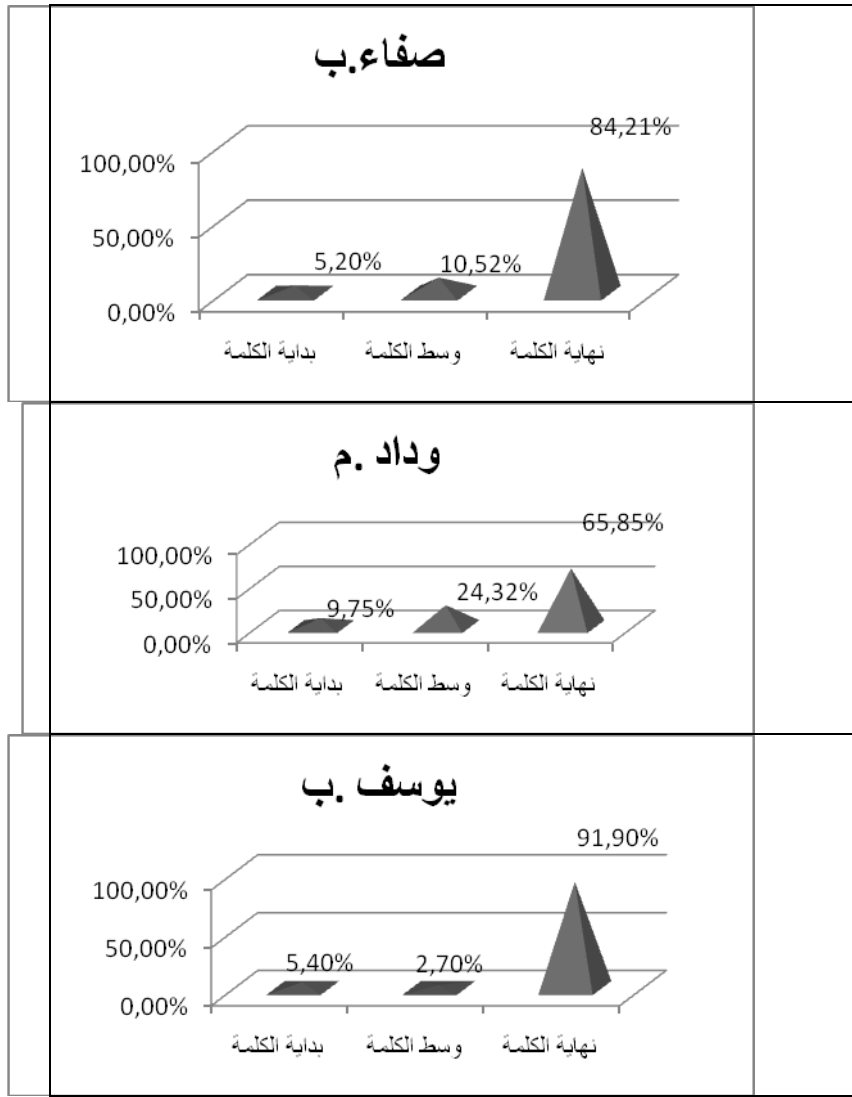 صفاء.ب
84,21%
100,00%
50,00%
5,20% 10,52%
0,00%
بداية الكلمة وسط الكلمة نهاية الكلمة
وداد .م
65,85%
100,00%
50,00%
9,75% 24,32%
0,00%
بداية الكلمة وسط الكلمة نهاية الكلمة
يوسف .ب
91,90%
100,00%
50,00%
5,40% 2,70%
0,00%
بداية الكلمة وسط الكلمة نهاية الكلمة